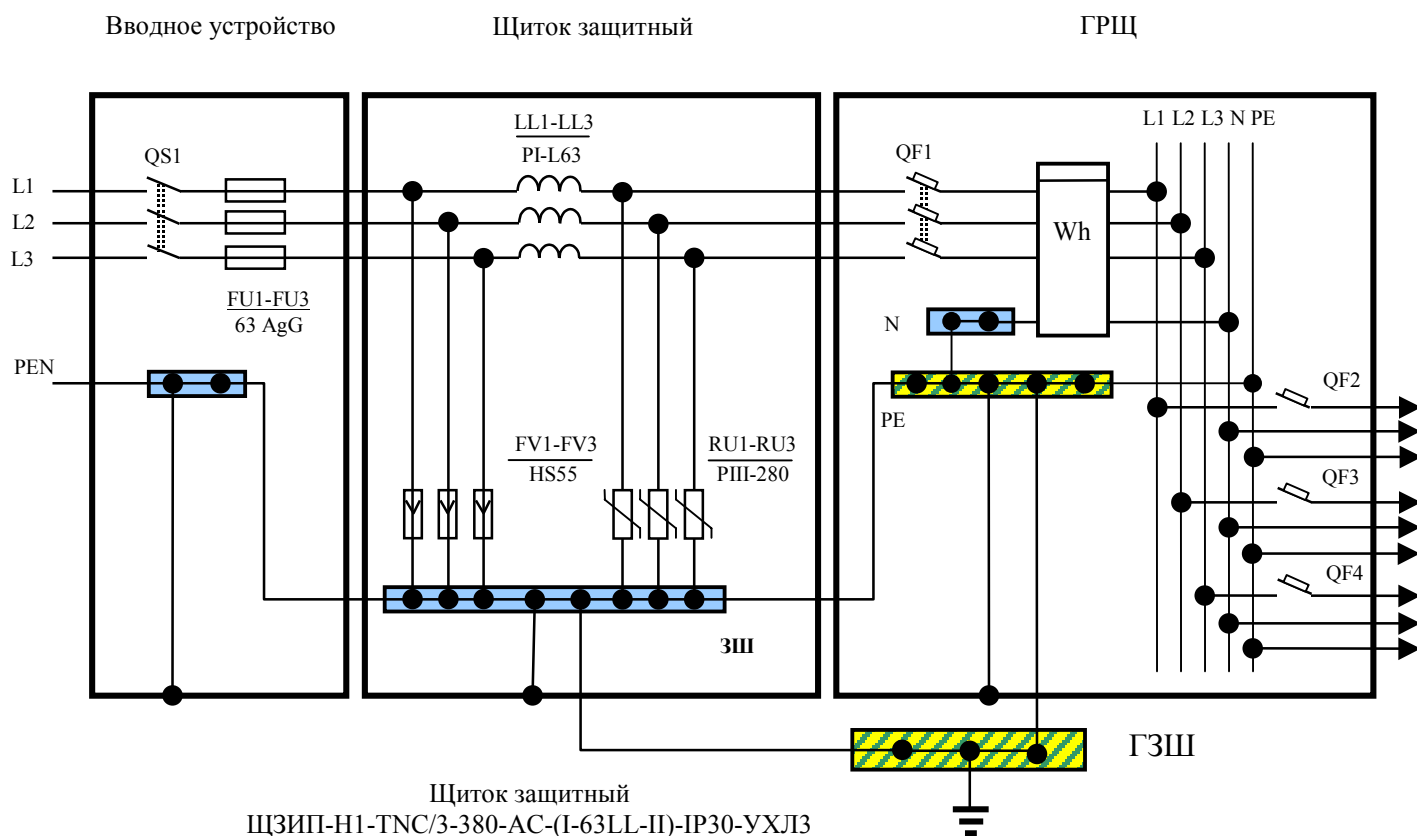 Вводное устройство
Щиток защитный
ГРЩ
L1 L2 L3 N PE
LL1-LL3
PI-L63
QS1
QF1
L1
L2
L3
Wh
FU1-FU3
63 AgG
N
PEN
PE
QF2
FV1-FV3
HS55
RU1-RU3
PIII-280
QF3
QF4
ЗШ
ГЗШ
Щиток защитный
ЩЗИП-Н1-TNC/3-380-АС-(I-63LL-II)-IP30-УХЛ3